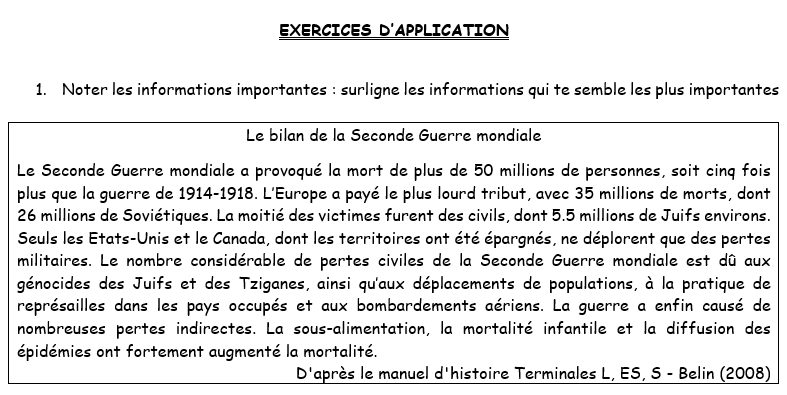 EXERCICES D'APPLICATION
1. Noter les informations importantes : surligne les informations qui te semble les plus importantes
Le bilan de la Seconde Guerre mondiale
Le Seconde Guerre mondiale a provoqué la mort de plus de 50 millions de personnes, soit cinq fois
plus que la guerre de 1914-1918. L'Europe a payé le plus lourd tribut, avec 35 millions de morts, dont
26 millions de Soviétiques. La moitié des victimes furent des civils, dont 5.5 millions de Juifs environs.
Seuls les Etats-Unis et le Canada, dont les territoires ont été épargnés, ne déplorent que des pertes
militaires. Le nombre considérable de pertes civiles de la Seconde Guerre mondiale est dû aux
génocides des Juifs et des Tziganes, ainsi qu'aux déplacements de populations, à la pratique de
représailles dans les pays occupés et aux bombardements aériens. La guerre a enfin causé de
nombreuses pertes indirectes. La sous-alimentation, la mortalité infantile et la diffusion des
épidémies ont fortement augmenté la mortalité.
D'après le manuel d'histoire Terminales L, ES, S - Belin (2008)